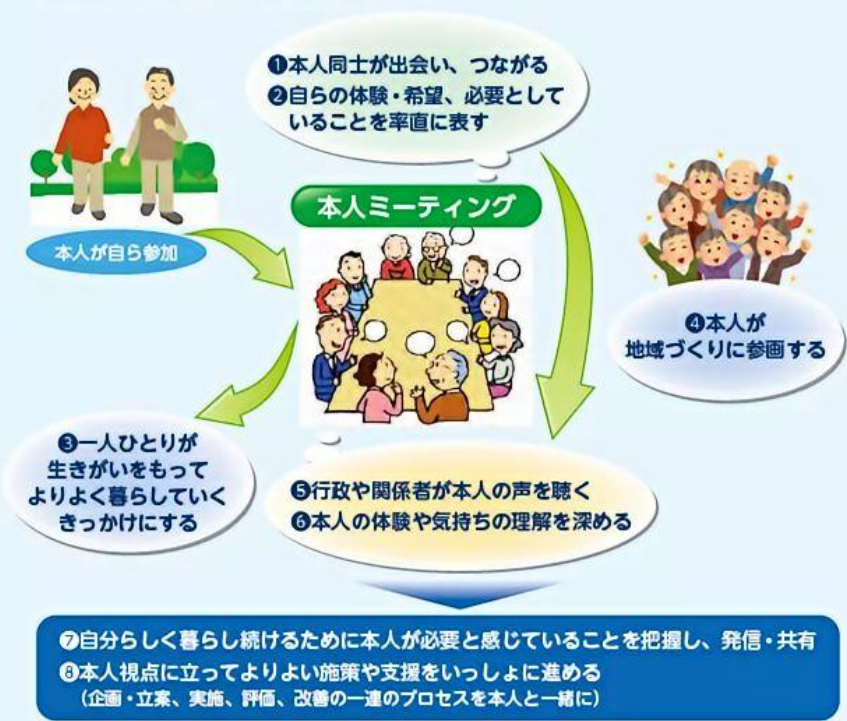 ❶本人同士が出会い、つながる
❷自らの体験・希望、必要として
いることを率直に表す
本人ミーティング
本人が自ら参加
❹本人が
地域づくりに参画する
❸一人ひとりが
生きがいをもって
よりよく暮らしていく
きっかけにする
❺行政や関係者が本人の声を聴く
❻本人の体験や気持ちの理解を深める
❼自分らしく暮らし続けるために本人が必要と感じていることを把握し、発信・共有
❽本人視点に立ってよりよい施策や支援をいっしょに進める
（企画・立案、実施、評価、改善の一連のプロセスを本人と一緒に）